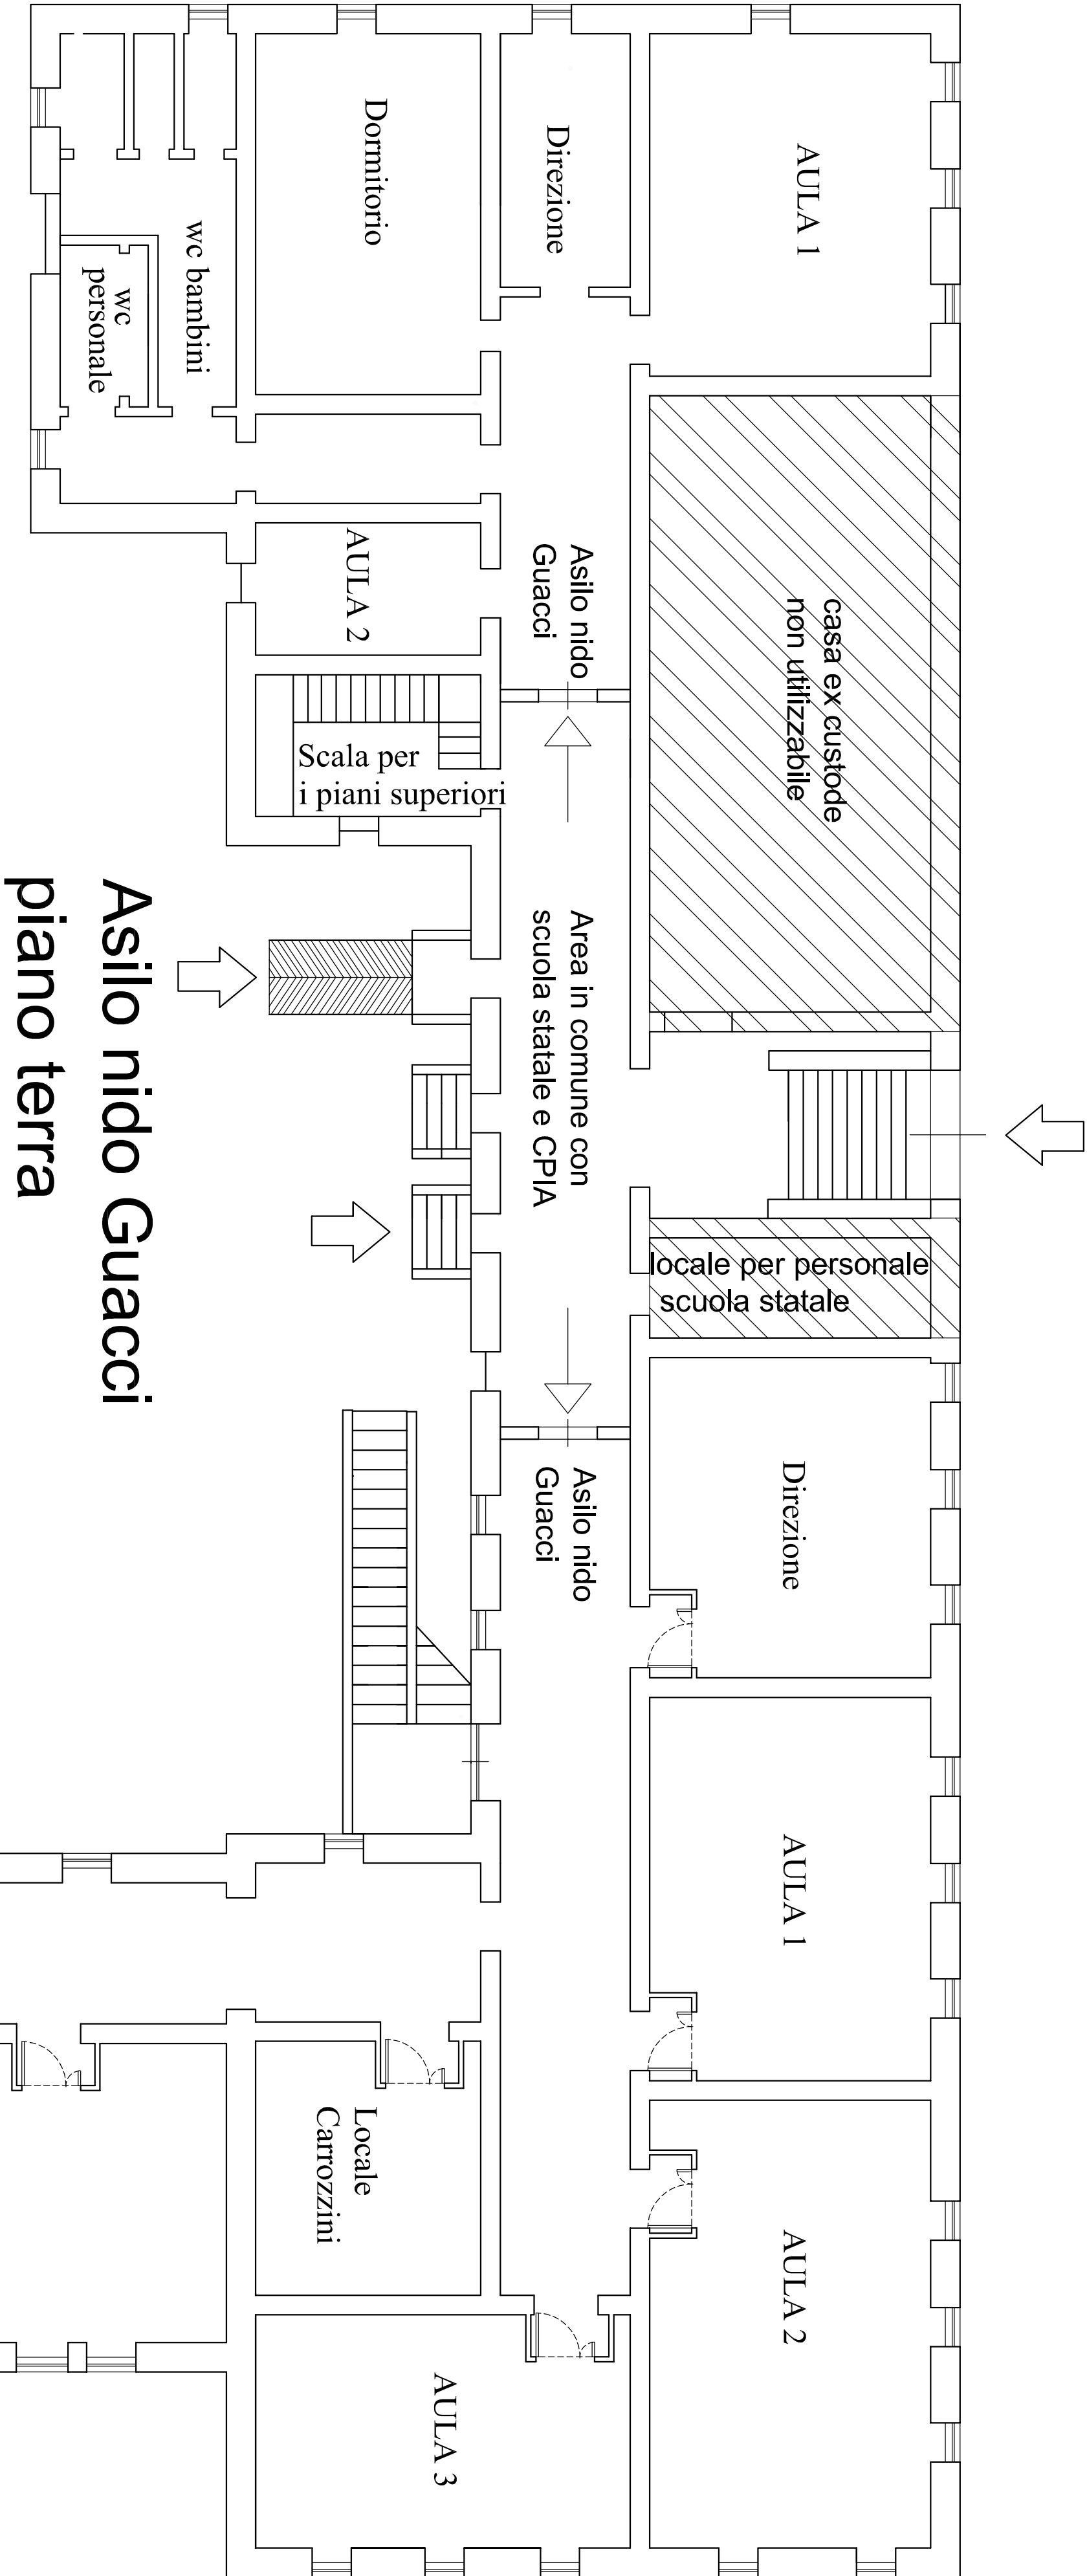 AULA 1
Direzione
Dormitorio
wc bambini
wc
personale
AULA 2
Asilo nido
Guacci
casa ex custode
non utilizzabile
Scala per
i piani superiori
Area in comune con
scuola statale e CPIA
locale per personale
scuola statale
Asilo nido
Guacci
Direzione
AULA 1
AULA 2
Locale
Carrozzini
AULA 3
Asilo nido Guacci
piano terra